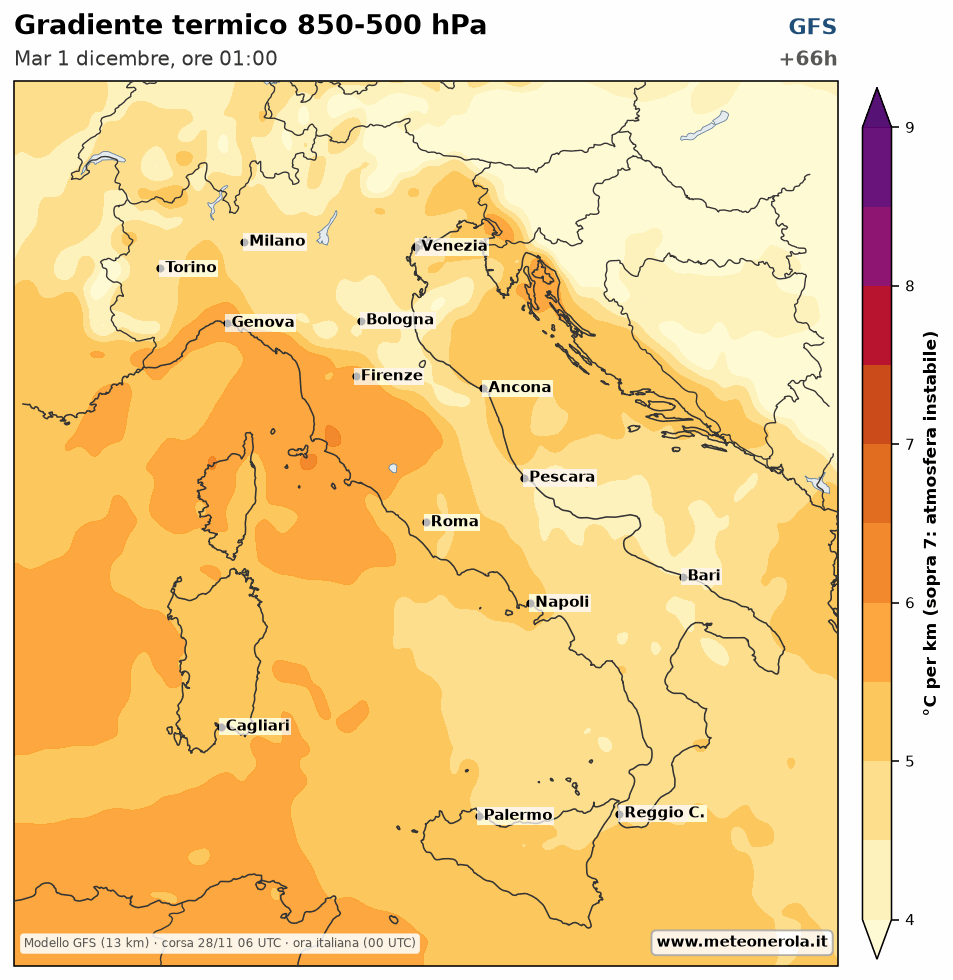 Gradiente termico 850-500 hPa
GFS
Mar 1 dicembre, ore 01:00
+66h
9
8
7
6
5
4
°C per km (sopra 7: atmosfera instabile)
Milano
Venezia
Torino
Genova
Bologna
Firenze
Ancona
Pescara
Roma
Bari
Napoli
Cagliari
Palermo
Reggio C.
Modello GFS (13 km) · corsa 28/11 06 UTC · ora italiana (00 UTC)
www.meteonerola.it